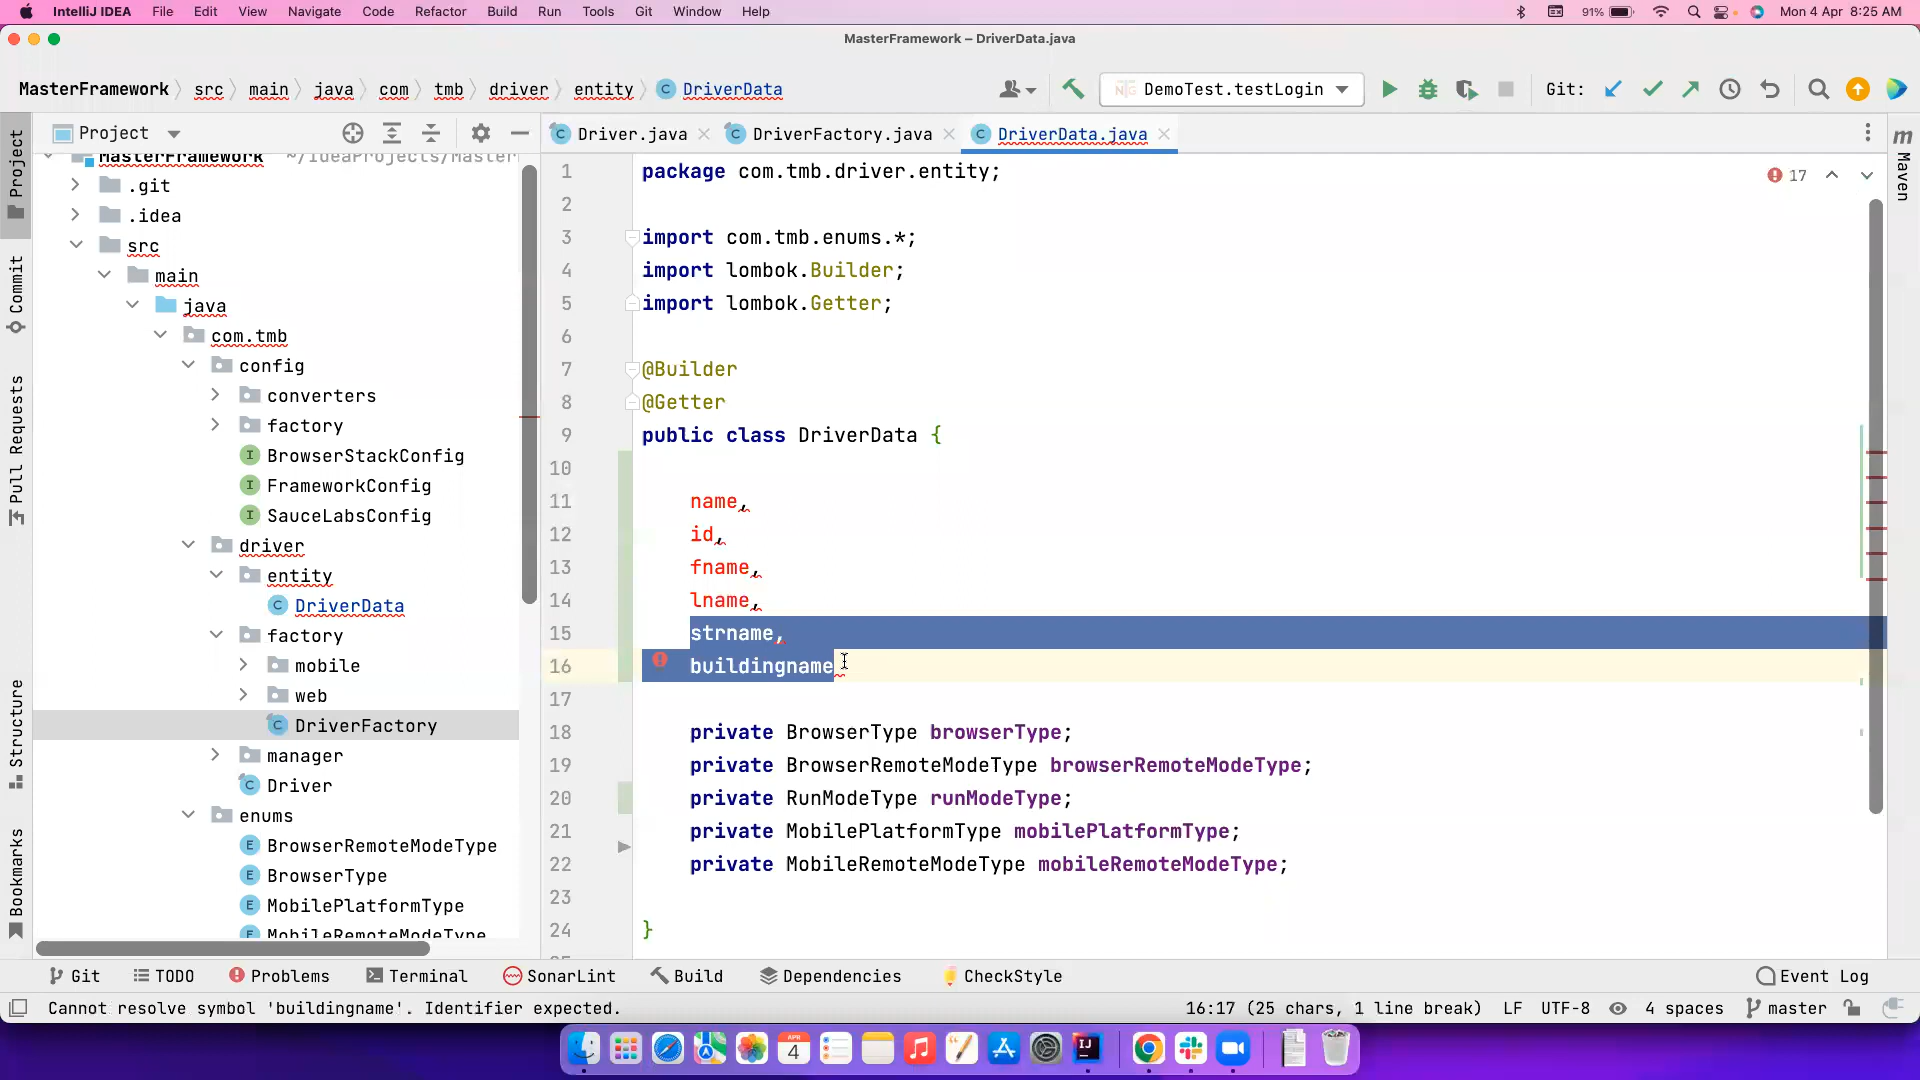 IntelliJ IDEA File Edit View Navigate Code Refactor Build Run Tools Git Window Help 91% Mon 4 Apr 8:25 AM
MasterFramework – DriverData.java
MasterFramework src main java com tmb driver entity C DriverData DemoTest.testLogin Git:
Project Driver.java DriverFactory.java DriverData.java
Project
Commit
Pull Requests
Structure
Bookmarks
MasterFramework ~/IdeaProjects/Master
.git
.idea
src
main
java
com.tmb
config
converters
factory
I BrowserStackConfig
I FrameworkConfig
I SauceLabsConfig
driver
entity
C DriverData
factory
mobile
web
C DriverFactory
manager
C Driver
enums
E BrowserRemoteModeType
E BrowserType
E MobilePlatformType
E MobileRemoteModeType
1 package com.tmb.driver.entity;
2
3 import com.tmb.enums.*;
4 import lombok.Builder;
5 import lombok.Getter;
6
7 @Builder
8 @Getter
9 public class DriverData {
10
11 name,
12 id,
13 fname,
14 lname,
15 strname,
16 buildingname
17
18 private BrowserType browserType;
19 private BrowserRemoteModeType browserRemoteModeType;
20 private RunModeType runModeType;
21 private MobilePlatformType mobilePlatformType;
22 private MobileRemoteModeType mobileRemoteModeType;
23
24 }
17
m Maven
Git TODO Problems Terminal SonarLint Build Dependencies CheckStyle Event Log
Cannot resolve symbol 'buildingname'. Identifier expected. 16:17 (25 chars, 1 line break) LF UTF-8 4 spaces master
APR
4
IJ